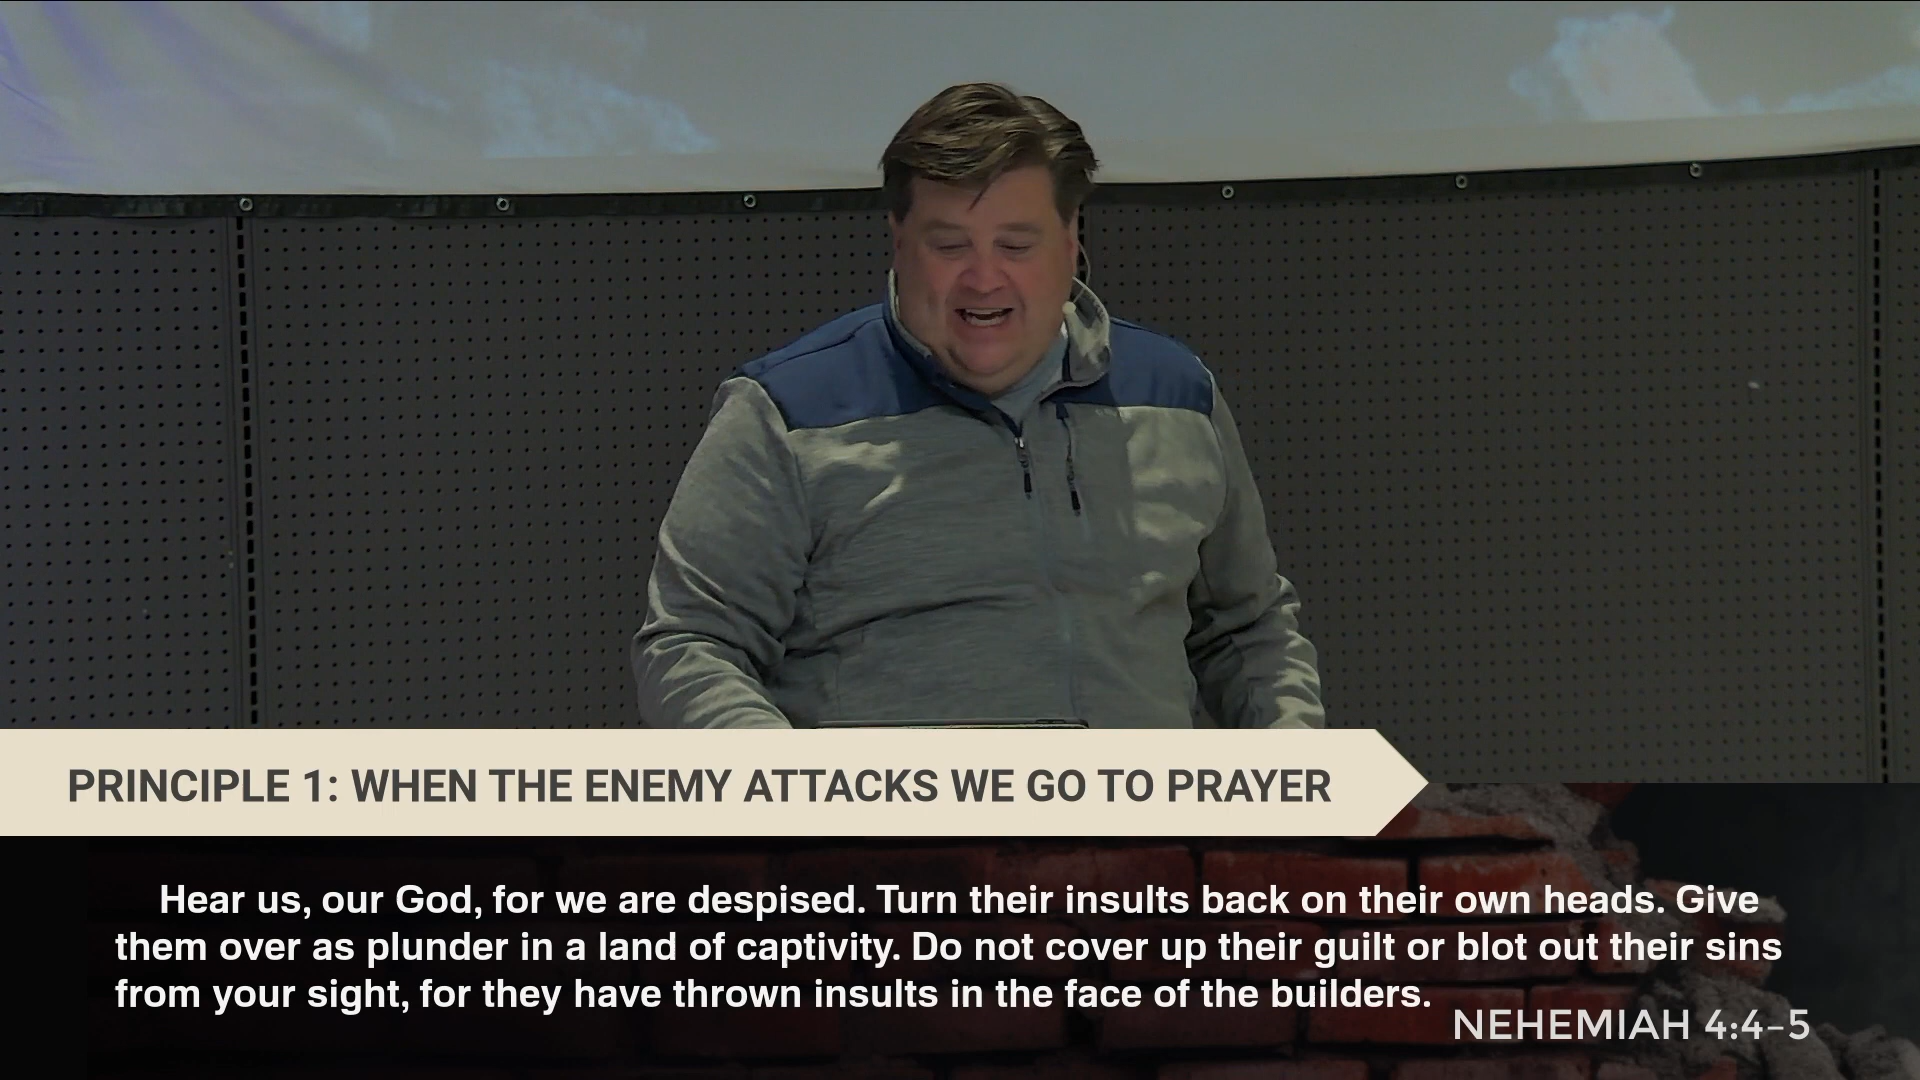 PRINCIPLE 1: WHEN THE ENEMY ATTACKS WE GO TO PRAYER
Hear us, our God, for we are despised. Turn their insults back on their own heads. Give
them over as plunder in a land of captivity. Do not cover up their guilt or blot out their sins
from your sight, for they have thrown insults in the face of the builders.
NEHEMIAH 4:4-5